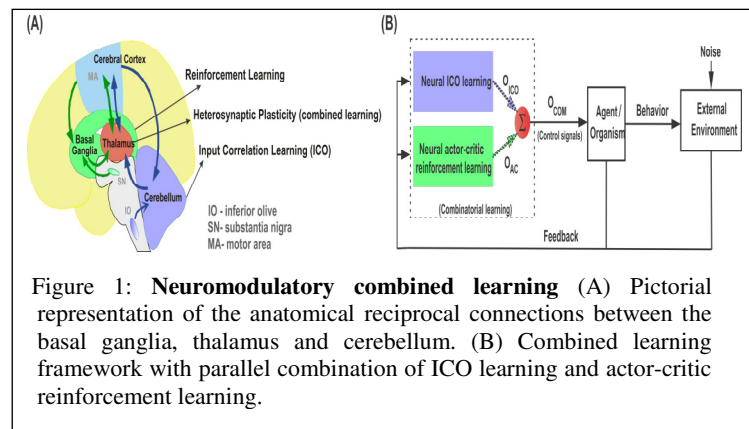 (A)
Cerebral Cortex
MA
Basal
Ganglia
Thalamus
SN
IO
Cerebellum
Reinforcement Learning
Heterosynaptic Plasticity (combined learning)
Input Correlation Learning (ICO)
IO - inferior olive
SN- substantia nigra
MA- motor area
(B)
Neural ICO learning
Neural actor-critic
reinforcement learning
(Combinatorial learning)
O ICO
O AC
Σ
O COM
(Control signals)
Agent/
Organism
Behavior
Noise
External
Environment
Feedback
Figure 1: Neuromodulatory combined learning (A) Pictorial
representation of the anatomical reciprocal connections between the
basal ganglia, thalamus and cerebellum. (B) Combined learning
framework with parallel combination of ICO learning and actor-critic
reinforcement learning.